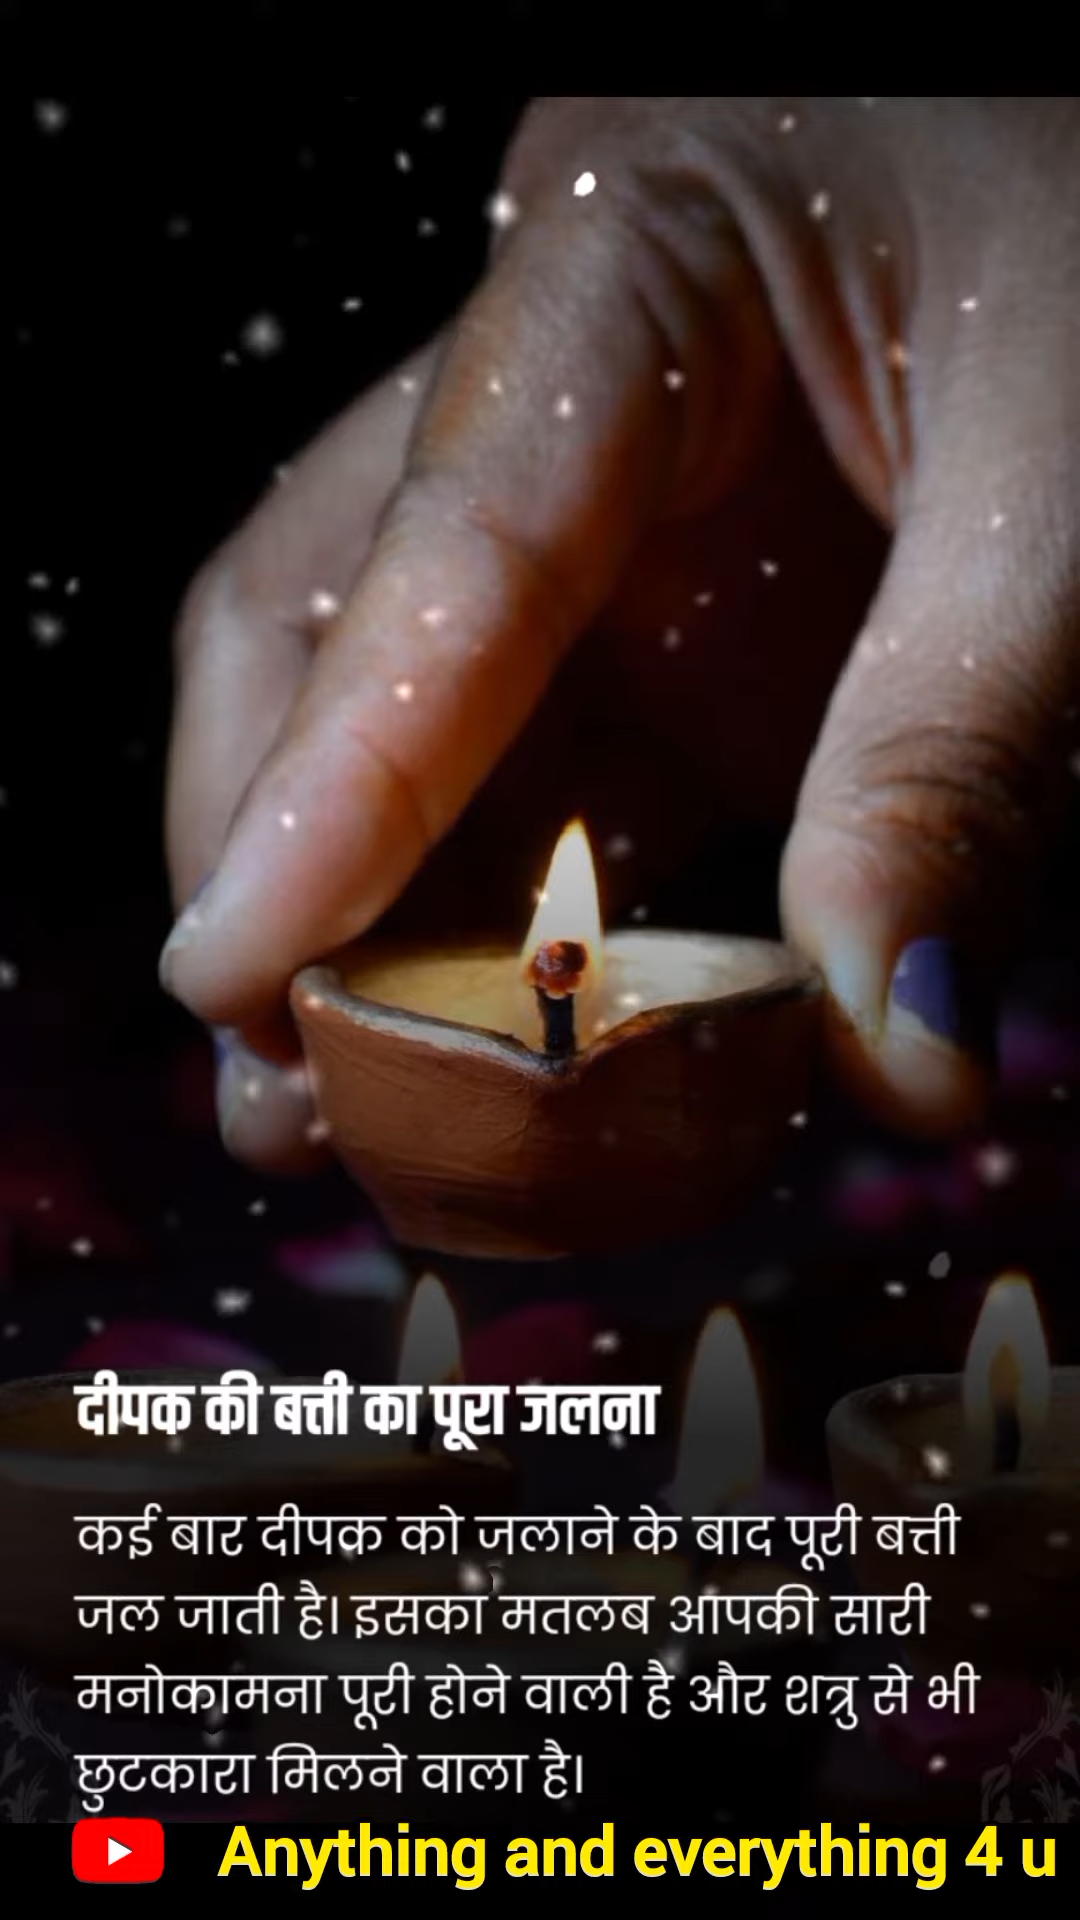 दीपक की बत्ती का पूरा जलना
कई बार दीपक को जलाने के बाद पूरी बत्ती
जल जाती है। इसका मतलब आपकी सारी
मनोकामना पूरी होने वाली है और शत्रु से भी
छुटकारा मिलने वाला है।
Anything and everything 4 u